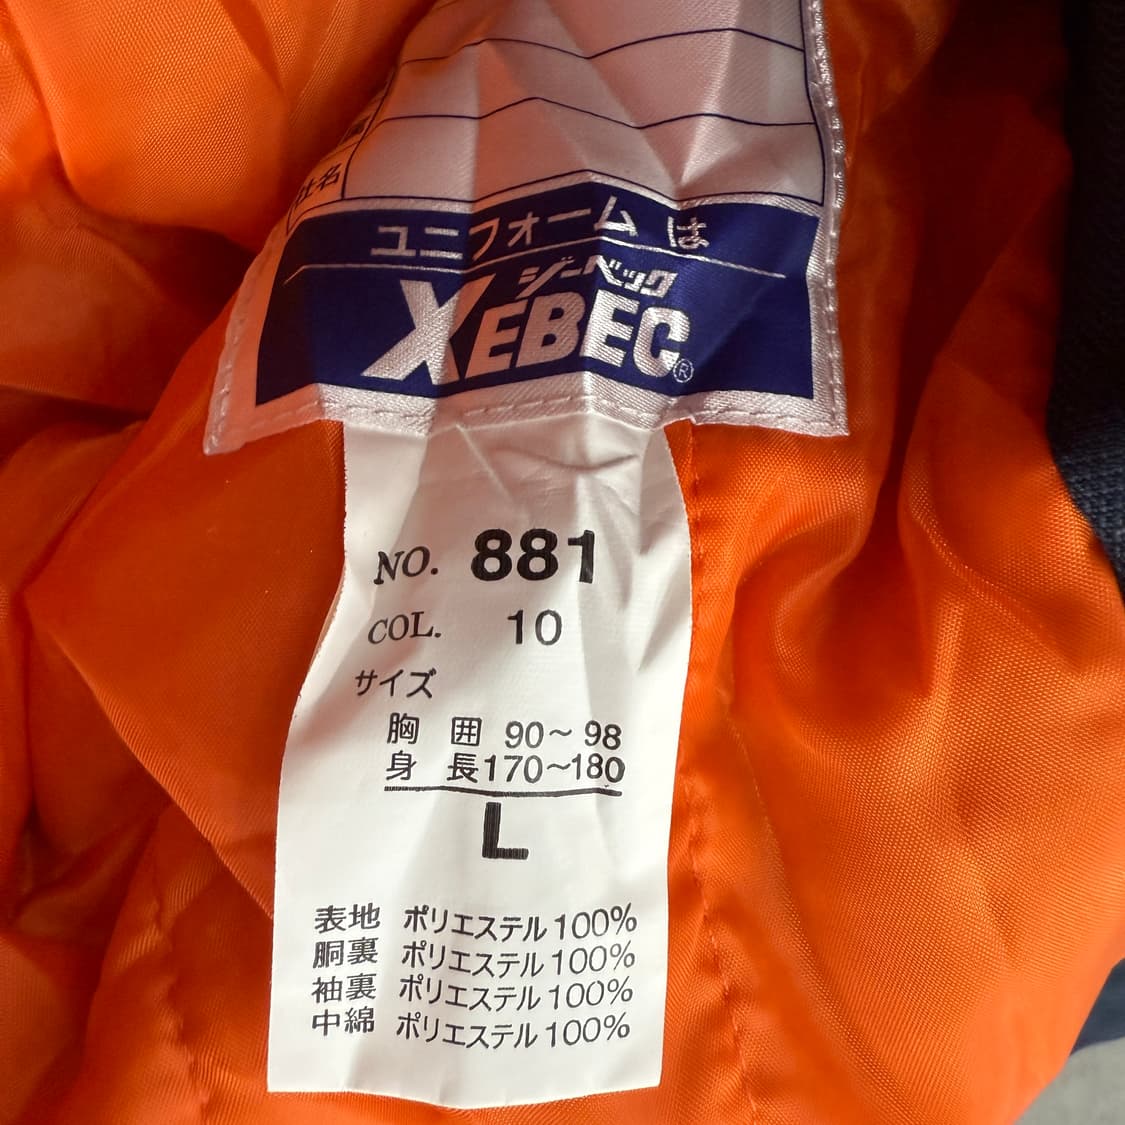 社名
ユニフォームは
ジーベック
XEBEC®
NO. 881
COL. 10
サイズ
胸 囲 90~98
身 長 170~180
L
表地 ポリエステル100%
胴裏 ポリエステル100%
袖裏 ポリエステル100%
中綿 ポリエステル100%